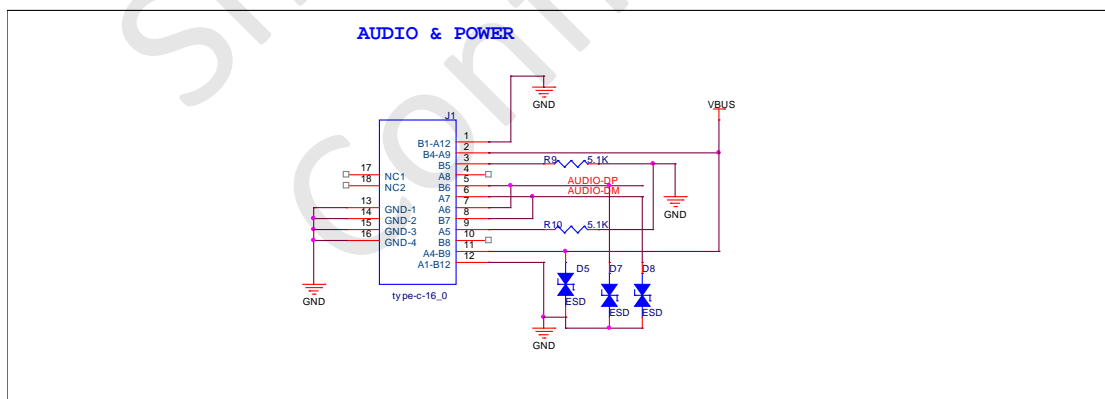 AUDIO & POWER
GND
VBUS
J1
B1-A12 1
B4-A9 2
B5 3
A8 4
B6 5
A7 6
A6 7
B7 8
A5 9
B8 10
A4-B9 11
A1-B12 12
17 NC1
18 NC2
13 GND-1
14 GND-2
15 GND-3
16 GND-4
R9 5.1K
AUDIO-DP
AUDIO-DM
GND
R10 5.1K
D5 D7 D8
ESD ESD ESD
GND
type-c-16_0
GND